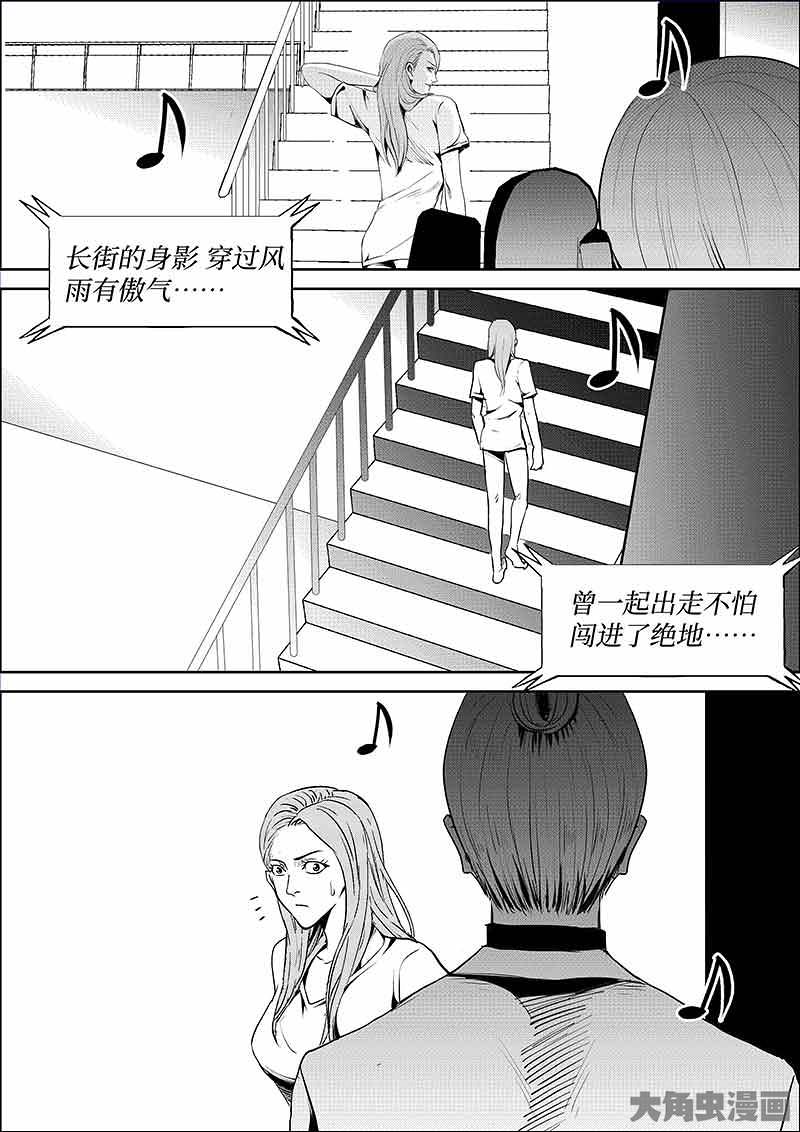 长街的身影 穿过风
雨有傲气……
曾一起出走不怕
闯进了绝地……
大角虫漫画